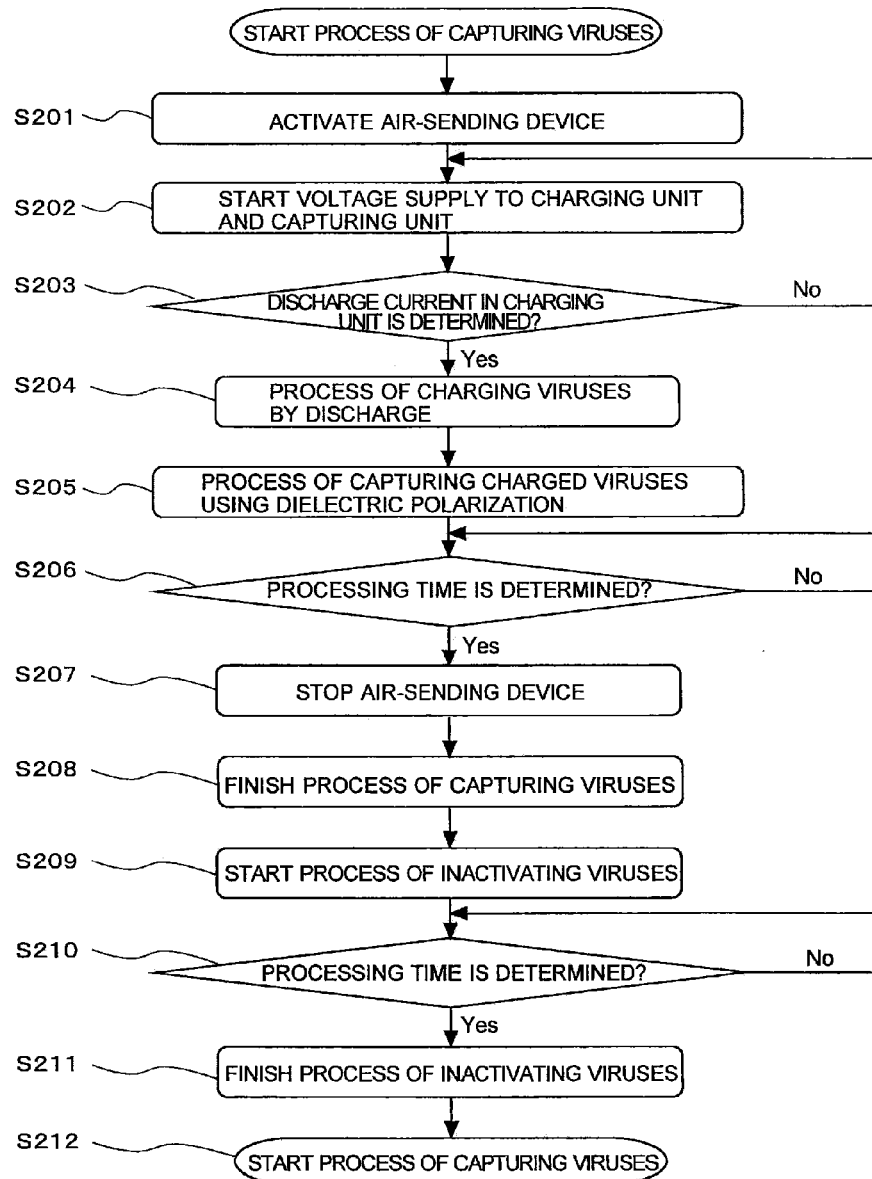 START PROCESS OF CAPTURING VIRUSES
S201
ACTIVATE AIR-SENDING DEVICE
S202
START VOLTAGE SUPPLY TO CHARGING UNIT
AND CAPTURING UNIT
S203
DISCHARGE CURRENT IN CHARGING
UNIT IS DETERMINED?
No
Yes
S204
PROCESS OF CHARGING VIRUSES
BY DISCHARGE
S205
PROCESS OF CAPTURING CHARGED VIRUSES
USING DIELECTRIC POLARIZATION
S206
PROCESSING TIME IS DETERMINED?
No
Yes
S207
STOP AIR-SENDING DEVICE
S208
FINISH PROCESS OF CAPTURING VIRUSES
S209
START PROCESS OF INACTIVATING VIRUSES
S210
PROCESSING TIME IS DETERMINED?
No
Yes
S211
FINISH PROCESS OF INACTIVATING VIRUSES
S212
START PROCESS OF CAPTURING VIRUSES